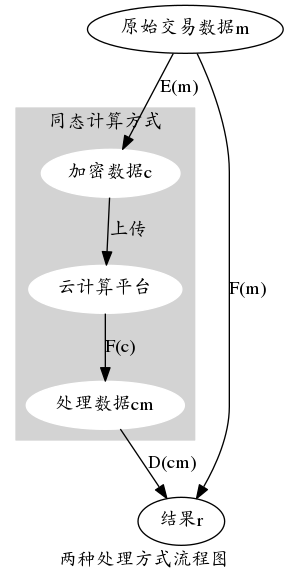 原始交易数据m
E(m)
同态计算方式
加密数据c
上传
云计算平台
F(m)
F(c)
处理数据cm
D(cm)
结果r
两种处理方式流程图